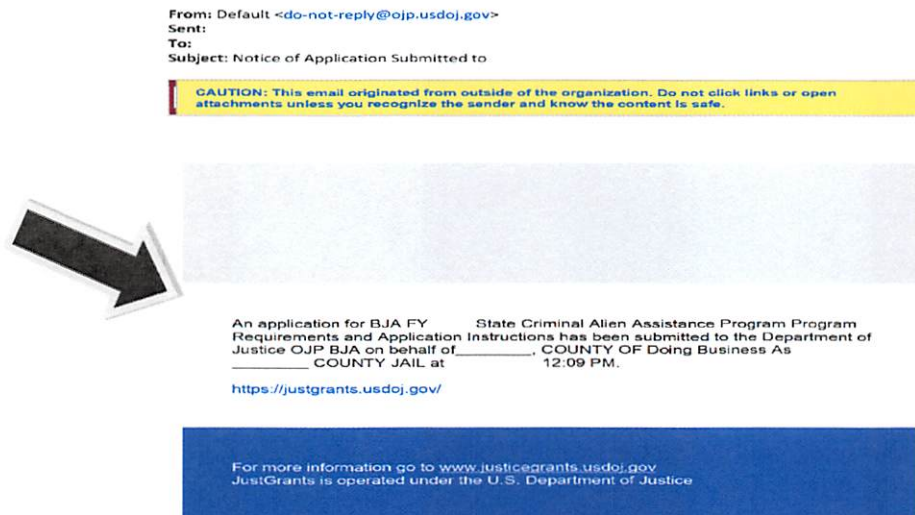 From: Default <do-not-reply@ojp.usdoj.gov>
Sent:
To:
Subject: Notice of Application Submitted to
CAUTION: This email originated from outside of the organization. Do not click links or open
attachments unless you recognize the sender and know the content is safe.
An application for BJA FY State Criminal Alien Assistance Program Program
Requirements and Application Instructions has been submitted to the Department of
Justice OJP BJA on behalf of_________, COUNTY OF Doing Business As
_________ COUNTY JAIL at 12:09 PM.
https://justgrants.usdoj.gov/
For more information go to www.justicegrants.usdoj.gov
JustGrants is operated under the U.S. Department of Justice